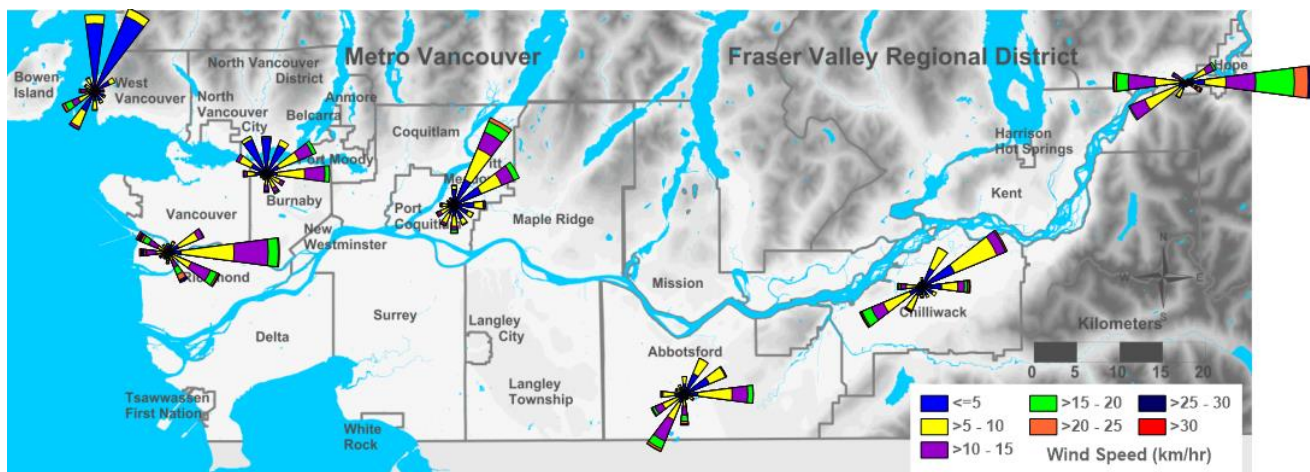 Metro Vancouver
Fraser Valley Regional District
Bowen
Island
West
Vancouver
North Vancouver
District
North
Vancouver
City
Anmore
Belcarra
Port Moody
Coquitlam
Hope
Harrison
Hot Springs
Kent
Vancouver
Burnaby
Port
Coquitlam
Maple Ridge
New
Westminster
Richmond
Mission
N
W
E
S
Delta
Surrey
Langley
City
Langley
Township
Abbotsford
Chilliwack
Kilometers
0 5 10 20
Tsawwassen
First Nation
White
Rock
<=5
>5 - 10
>10 - 15
>15 - 20
>20 - 25
>25 - 30
>30
Wind Speed (km/hr)